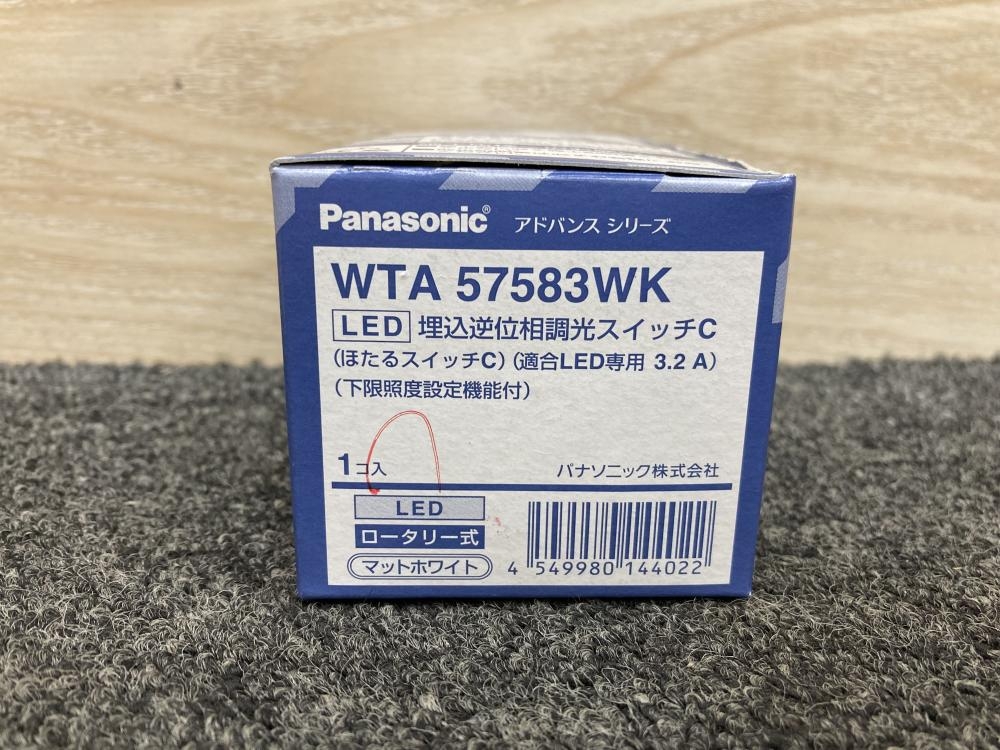 Panasonic® アドバンス シリーズ
WTA 57583WK
LED 埋込逆位相調光スイッチC
(ほたるスイッチC)(適合LED専用 3.2 A)
(下限照度設定機能付)
1コ入 パナソニック株式会社
LED
ロータリー式
マットホワイト
4 549980 144022